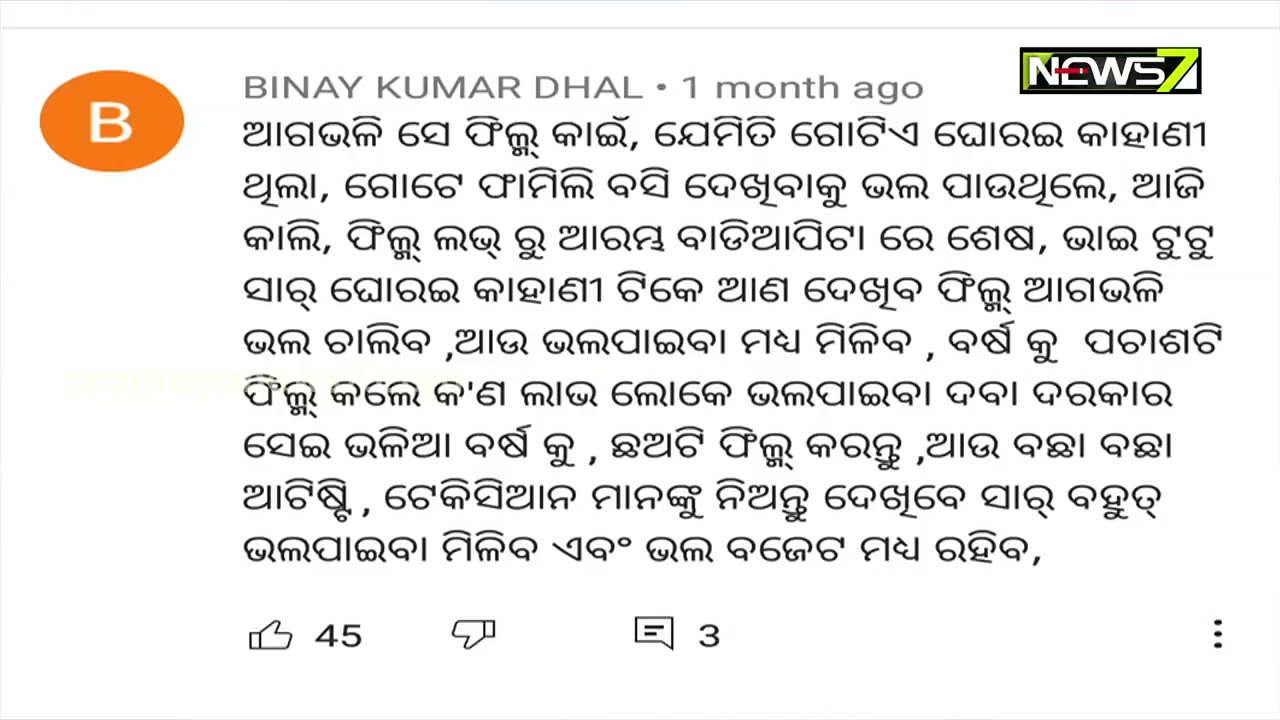 NEWS7
B
BINAY KUMAR DHAL • 1 month ago
ଆଗଭଳି ସେ ଫିଲ୍ମ୍ କାଇଁ, ଯେମିତି ଗୋଟିଏ ଘୋରଇ କାହାଣୀ
ଥିଲା, ଗୋଟେ ଫାମିଲି ବସି ଦେଖିବାକୁ ଭଲ ପାଉଥିଲେ, ଆଜି
କାଲି, ଫିଲ୍ମ୍ ଲଭ୍ ରୁ ଆରମ୍ଭ ବାଡିଆପିଟା ରେ ଶେଷ, ଭାଇ ଟୁଟୁ
ସାର୍ ଘୋରଇ କାହାଣୀ ଟିକେ ଆଣ ଦେଖିବ ଫିଲ୍ମ୍ ଆଗଭଳି
ଭଲ ଚାଲିବ ,ଆଉ ଭଲପାଇବା ମଧ୍ୟ ମିଳିବ , ବର୍ଷ କୁ ପଚାଶଟି
ଫିଲ୍ମ୍ କଲେ କ'ଣ ଲାଭ ଲୋକେ ଭଲପାଇବା ଦବା ଦରକାର
ସେଇ ଭଳିଆ ବର୍ଷ କୁ , ଛଅଟି ଫିଲ୍ମ୍ କରନ୍ତୁ ,ଆଉ ବଛା ବଛା
ଆଟିଷ୍ଟି , ଟେକିସିଆନ ମାନଙ୍କୁ ନିଅନ୍ତୁ ଦେଖିବେ ସାର୍ ବହୁତ୍
ଭଲପାଇବା ମିଳିବ ଏବଂ ଭଲ ବଜେଟ ମଧ୍ୟ ରହିବ,
45 3